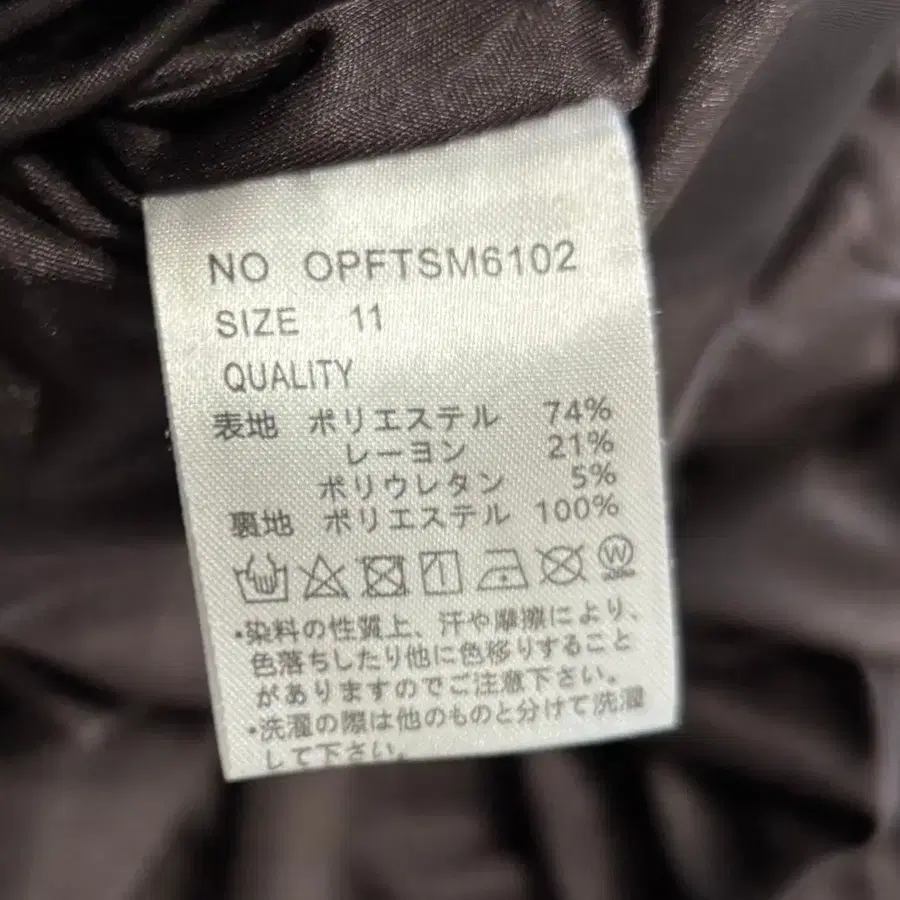 NO OPFTSM6102
SIZE 11
QUALITY
表地 ポリエステル 74%
レーヨン 21%
ポリウレタン 5%
裏地 ポリエステル 100%
W
・染料の性質上、汗や摩擦により、
色落ちしたり他に色移りすること
がありますのでご注意下さい。
・洗濯の際は他のものと分けて洗濯
して下さい。